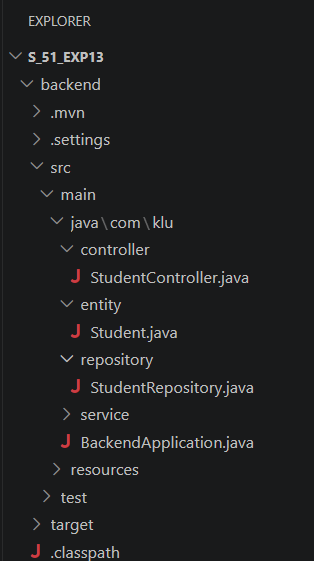 EXPLORER
S_51_EXP13
backend
.mvn
.settings
src
main
java\com\klu
controller
StudentController.java
entity
Student.java
repository
StudentRepository.java
service
BackendApplication.java
resources
test
target
.classpath